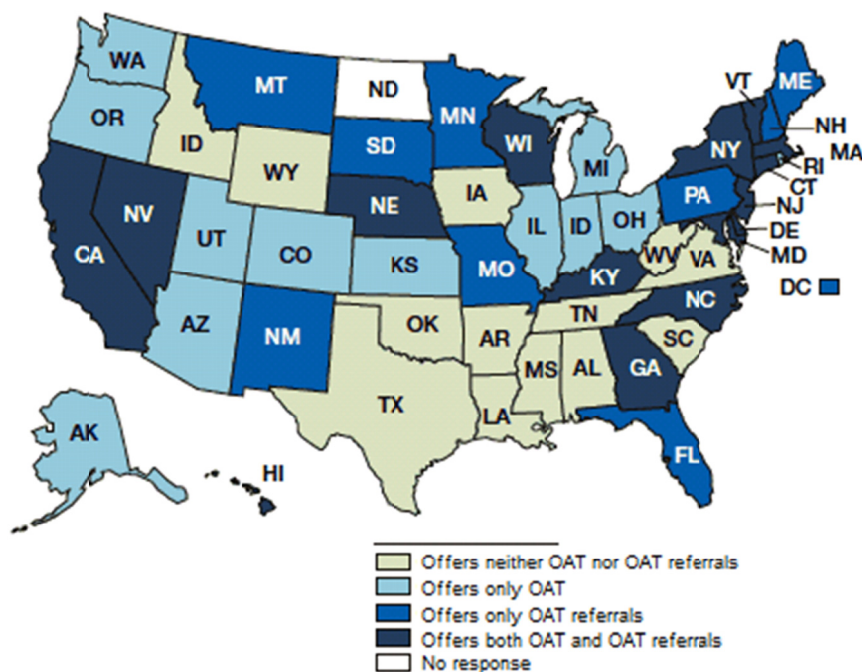 WA
MT
ND
MN
VT
ME
OR
ID
SD
WI
NH
WY
NY
MA
MI
RI
IA
CT
NE
PA
NJ
NV
IL
ID
OH
DE
UT
CO
WV
VA
MD
CA
KS
MO
KY
DC
AZ
NM
OK
AR
TN
NC
SC
TX
MS
AL
GA
LA
AK
HI
FL
Offers neither OAT nor OAT referrals
Offers only OAT
Offers only OAT referrals
Offers both OAT and OAT referrals
No response